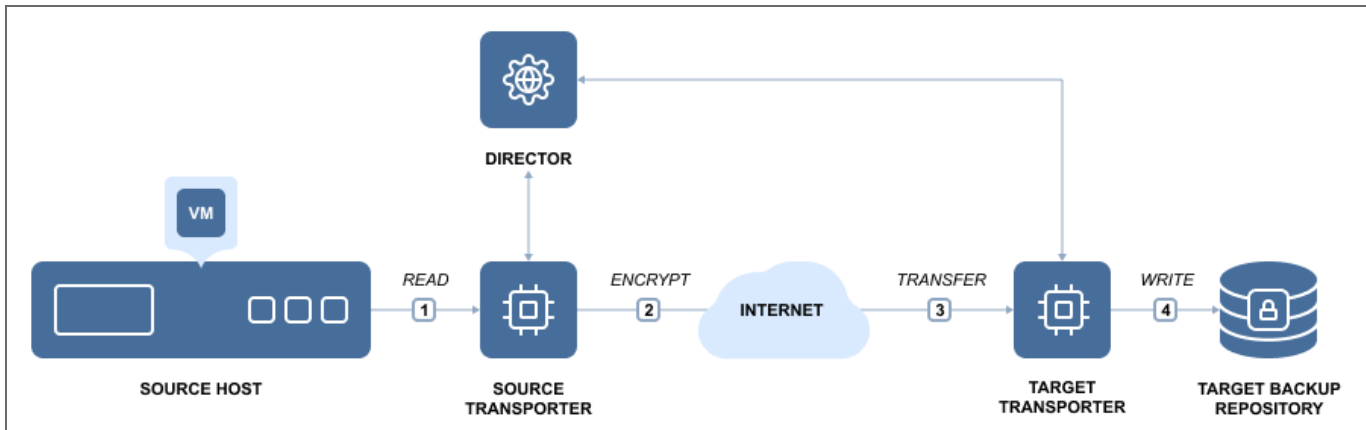 DIRECTOR
VM
READ
1
ENCRYPT
2
INTERNET
TRANSFER
3
WRITE
4
SOURCE HOST
SOURCE
TRANSPORTER
TARGET
TRANSPORTER
TARGET BACKUP
REPOSITORY